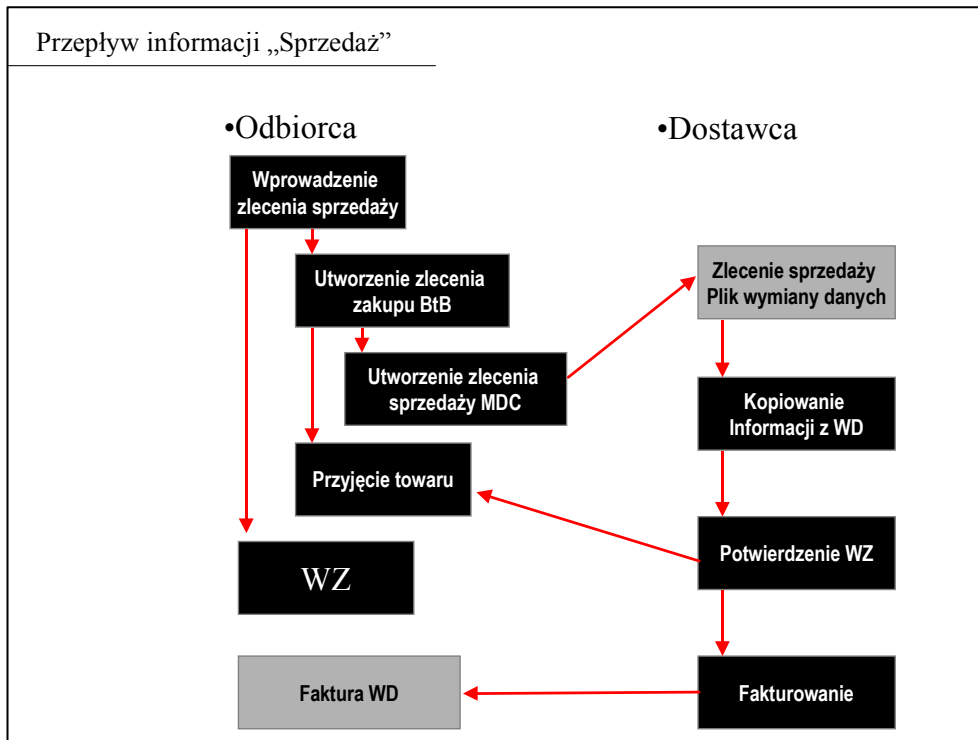 Przepływ informacji „Sprzedaż”
•Odbiorca
•Dostawca
Wprowadzenie
zlecenia sprzedaży
Utworzenie zlecenia
zakupu BtB
Zlecenie sprzedaży
Plik wymiany danych
Utworzenie zlecenia
sprzedaży MDC
Kopiowanie
Informacji z WD
Przyjęcie towaru
Potwierdzenie WZ
WZ
Faktura WD
Fakturowanie